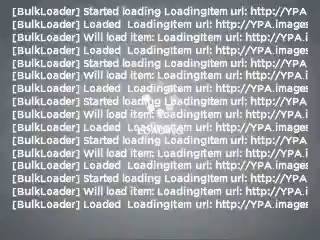 [BulkLoader] Started loading LoadingItem url: http://YPA
[BulkLoader] Loaded LoadingItem url: http://YPA.images
[BulkLoader] Will load item: LoadingItem url: http://YPA.i
[BulkLoader] Loaded LoadingItem url: http://YPA.images
[BulkLoader] Started loading LoadingItem url: http://YPA
[BulkLoader] Will load item: LoadingItem url: http://YPA.i
[BulkLoader] Loaded LoadingItem url: http://YPA.images
[BulkLoader] Started loading LoadingItem url: http://YPA
[BulkLoader] Will load item: LoadingItem url: http://YPA.i
[BulkLoader] Loaded LoadingItem url: http://YPA.images
[BulkLoader] Started loading LoadingItem url: http://YPA
[BulkLoader] Will load item: LoadingItem url: http://YPA.i
[BulkLoader] Loaded LoadingItem url: http://YPA.images
[BulkLoader] Started loading LoadingItem url: http://YPA
[BulkLoader] Will load item: LoadingItem url: http://YPA.i
[BulkLoader] Loaded LoadingItem url: http://YPA.images